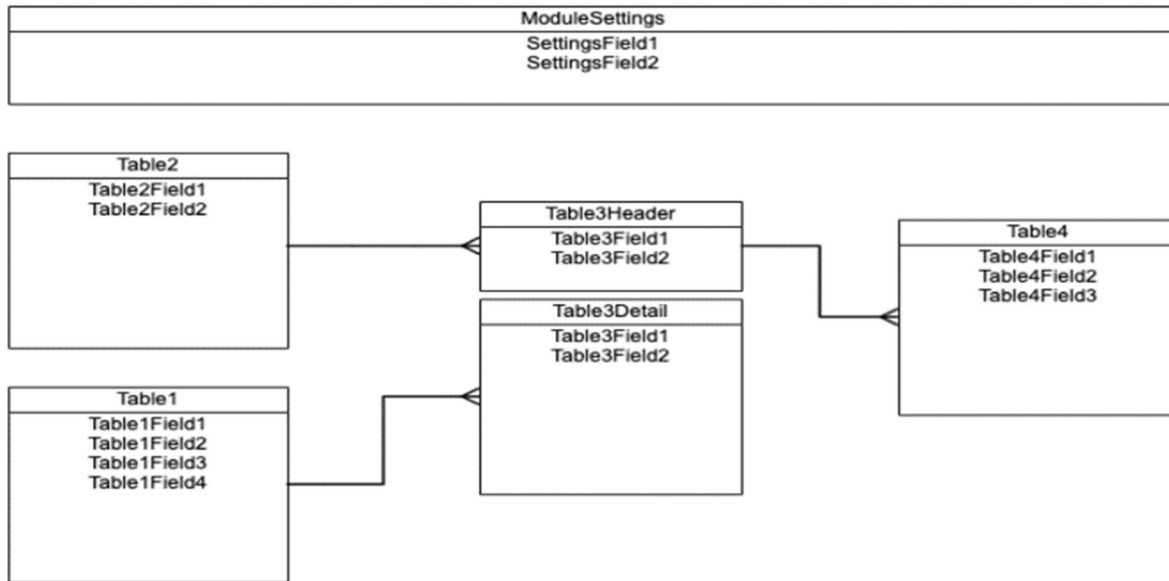 ModuleSettings
SettingsField1
SettingsField2
Table2
Table2Field1
Table2Field2
Table3Header
Table3Field1
Table3Field2
Table4
Table4Field1
Table4Field2
Table4Field3
Table3Detail
Table3Field1
Table3Field2
Table1
Table1Field1
Table1Field2
Table1Field3
Table1Field4